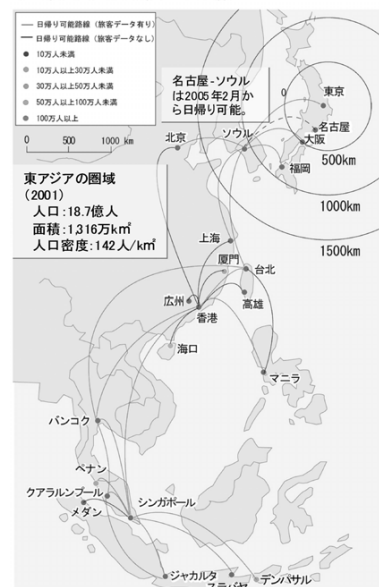 日帰り可能路線（旅客データ有り）
日帰り可能路線（旅客データなし）
10万人未満
10万人以上30万人未満
30万人以上50万人未満
50万人以上100万人未満
100万人以上
0 500 1000 km
名古屋-ソウル
は2005年2月か
ら日帰り可能。
0
東京
名古屋
大阪
福岡
ソウル
北京
500km
1000km
1500km
東アジアの圏域
(2001)
人口:18.7億人
面積:1,316万k㎡
人口密度:142人/k㎡
上海
厦門
台北
広州
香港
高雄
海口
マニラ
バンコク
ペナン
クアラルンプール
メダン
シンガポール
ジャカルタ
スラバヤ
デンパサル